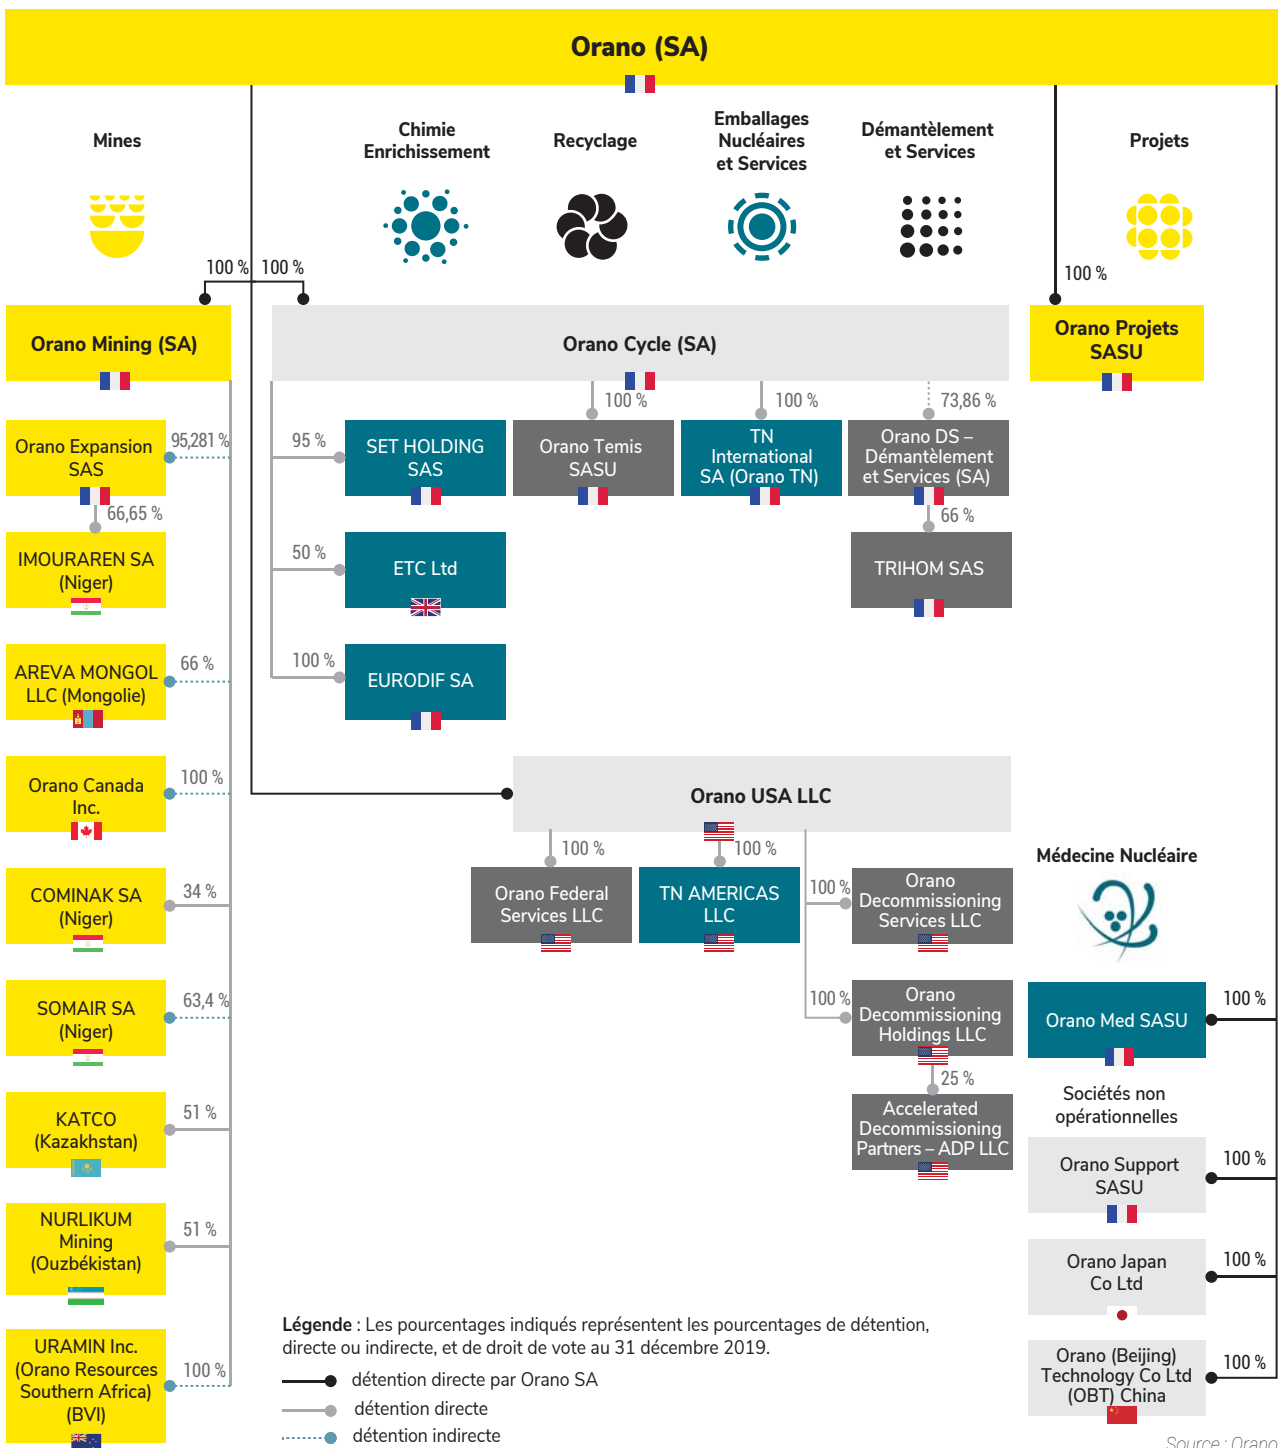 Orano (SA)
Mines
Chimie
Enrichissement
Recyclage
Emballages
Nucléaires
et Services
Démantèlement
et Services
Projets
100 %
100 %
100 %
Orano Mining (SA)
Orano Cycle (SA)
Orano Projets
SASU
Orano Expansion
SAS
95,281 %
66,65 %
IMOURAREN SA
(Niger)
AREVA MONGOL
LLC (Mongolie)
66 %
Orano Canada
Inc.
100 %
COMINAK SA
(Niger)
34 %
SOMAIR SA
(Niger)
63,4 %
KATCO
(Kazakhstan)
51 %
NURLIKUM
Mining
(Ouzbékistan)
51 %
URAMIN Inc.
(Orano Resources
Southern Africa)
(BVI)
100 %
95 %
SET HOLDING
SAS
50 %
ETC Ltd
100 %
EURODIF SA
100 %
Orano Temis
SASU
100 %
TN
International
SA (Orano TN)
73,86 %
Orano DS –
Démantèlement
et Services (SA)
66 %
TRIHOM SAS
Orano USA LLC
100 %
Orano Federal
Services LLC
100 %
TN AMERICAS
LLC
100 %
Orano
Decommissioning
Services LLC
100 %
Orano
Decommissioning
Holdings LLC
25 %
Accelerated
Decommissioning
Partners – ADP LLC
Médecine Nucléaire
Orano Med SASU
100 %
Sociétés non
opérationnelles
Orano Support
SASU
100 %
Orano Japan
Co Ltd
100 %
Orano (Beijing)
Technology Co Ltd
(OBT) China
100 %
Légende : Les pourcentages indiqués représentent les pourcentages de détention,
directe ou indirecte, et de droit de vote au 31 décembre 2019.
détention directe par Orano SA
détention directe
détention indirecte
Source : Orano